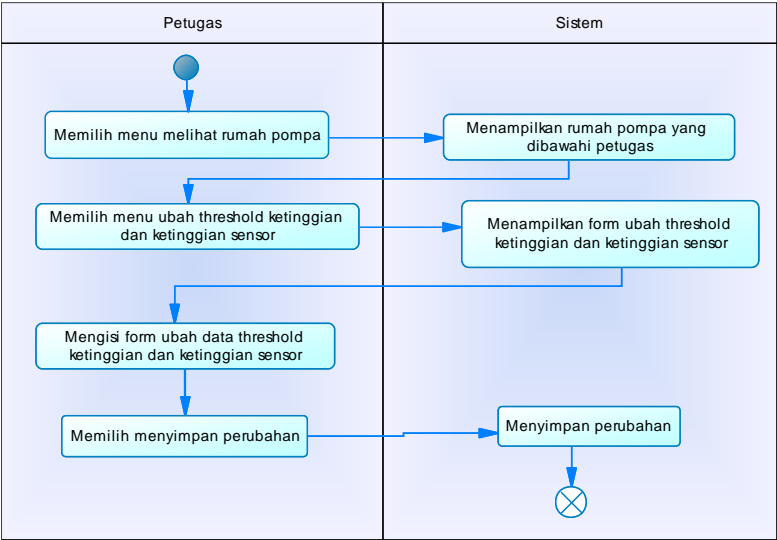 Petugas
Sistem
Memilih menu melihat rumah pompa
Menampilkan rumah pompa yang
dibawahi petugas
Memilih menu ubah threshold ketinggian
dan ketinggian sensor
Menampilkan form ubah threshold
ketinggian dan ketinggian sensor
Mengisi form ubah data threshold
ketinggian dan ketinggian sensor
Memilih menyimpan perubahan
Menyimpan perubahan